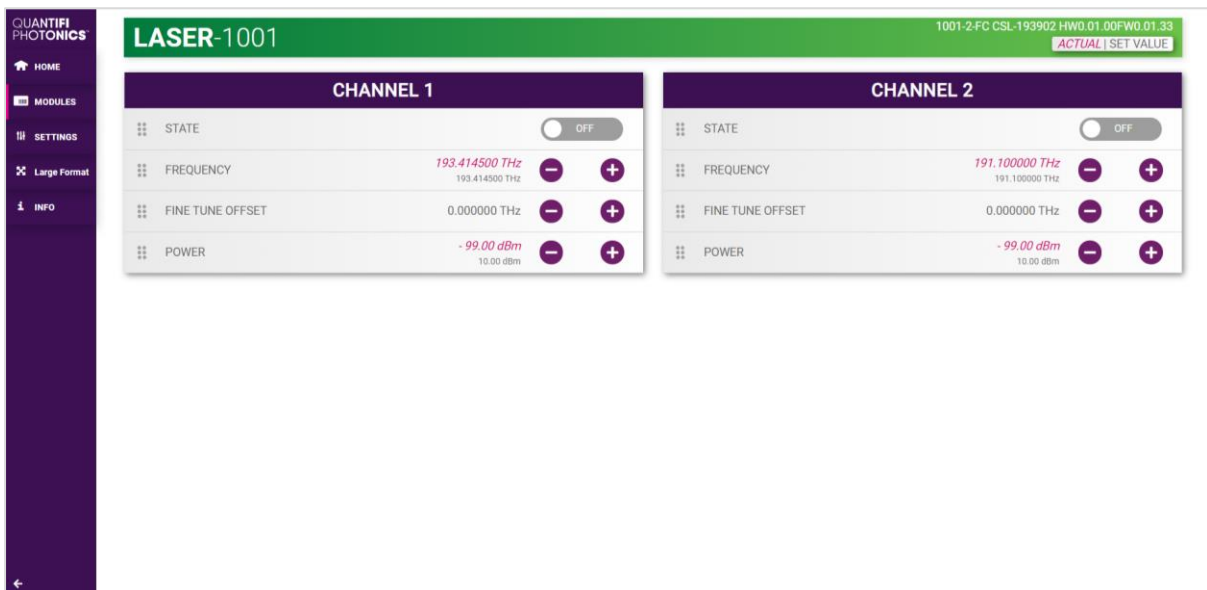 QUANTIFI
PHOTONICS
HOME
MODULES
SETTINGS
Large Format
INFO
LASER-1001
1001-2-FC CSL-193902 HW0.01.00FW0.01.33
ACTUAL | SET VALUE
CHANNEL 1
STATE OFF
FREQUENCY 193.414500 THz
193.414500 THz
FINE TUNE OFFSET 0.000000 THz
POWER - 99.00 dBm
10.00 dBm
CHANNEL 2
STATE OFF
FREQUENCY 191.100000 THz
191.100000 THz
FINE TUNE OFFSET 0.000000 THz
POWER - 99.00 dBm
10.00 dBm